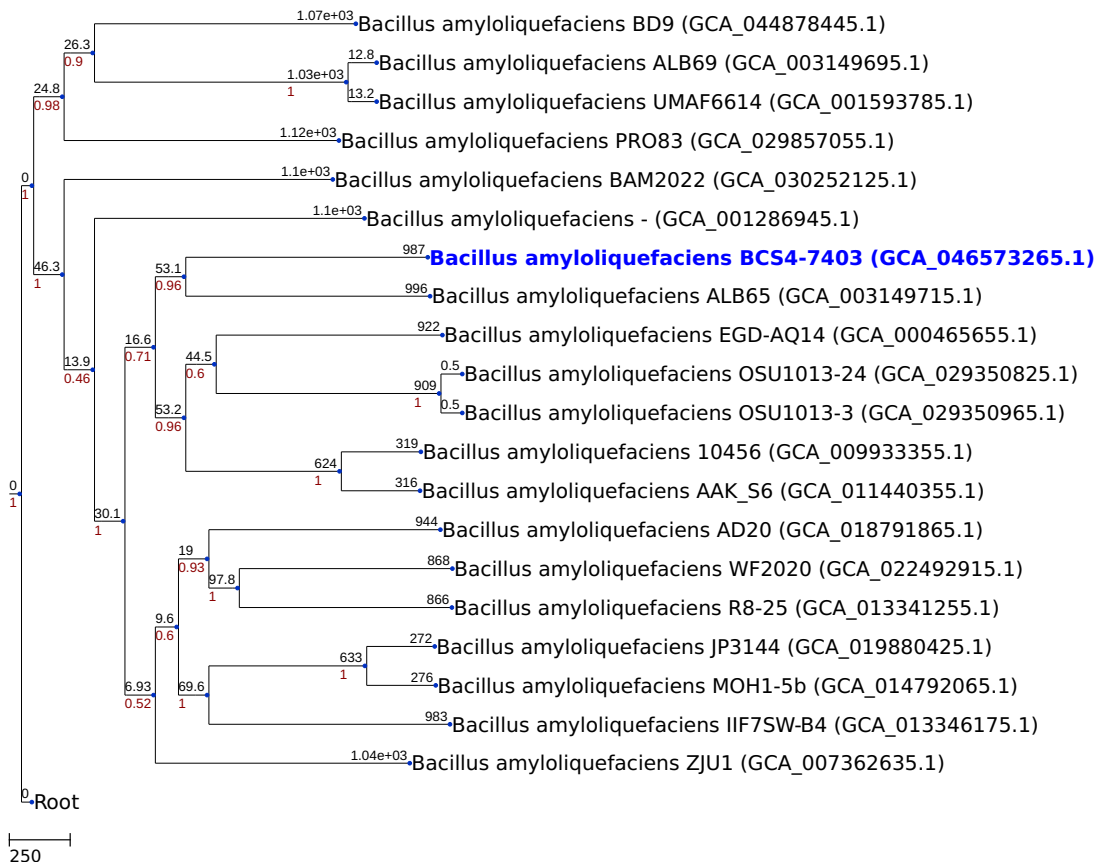 1.07e+03 Bacillus amyloliquefaciens BD9 (GCA_044878445.1)
26.3
0.9
12.8 Bacillus amyloliquefaciens ALB69 (GCA_003149695.1)
1.03e+03
1
24.8
0.98
13.2 Bacillus amyloliquefaciens UMAF6614 (GCA_001593785.1)
1.12e+03 Bacillus amyloliquefaciens PRO83 (GCA_029857055.1)
0
1
1.1e+03 Bacillus amyloliquefaciens BAM2022 (GCA_030252125.1)
1.1e+03 Bacillus amyloliquefaciens - (GCA_001286945.1)
46.3
1
987 Bacillus amyloliquefaciens BCS4-7403 (GCA_046573265.1)
53.1
0.96
996 Bacillus amyloliquefaciens ALB65 (GCA_003149715.1)
16.6
0.71
922 Bacillus amyloliquefaciens EGD-AQ14 (GCA_000465655.1)
44.5
0.6
13.9
0.46
0.5 Bacillus amyloliquefaciens OSU1013-24 (GCA_029350825.1)
909
1
0.5 Bacillus amyloliquefaciens OSU1013-3 (GCA_029350965.1)
53.2
0.96
319 Bacillus amyloliquefaciens 10456 (GCA_009933355.1)
624
1
316 Bacillus amyloliquefaciens AAK_S6 (GCA_011440355.1)
0
1
30.1
1
944 Bacillus amyloliquefaciens AD20 (GCA_018791865.1)
19
0.93
868 Bacillus amyloliquefaciens WF2020 (GCA_022492915.1)
97.8
1
866 Bacillus amyloliquefaciens R8-25 (GCA_013341255.1)
9.6
0.6
272 Bacillus amyloliquefaciens JP3144 (GCA_019880425.1)
633
1
276 Bacillus amyloliquefaciens MOH1-5b (GCA_014792065.1)
6.93
0.52
69.6
1
983 Bacillus amyloliquefaciens IIF7SW-B4 (GCA_013346175.1)
1.04e+03 Bacillus amyloliquefaciens ZJU1 (GCA_007362635.1)
0 Root
250